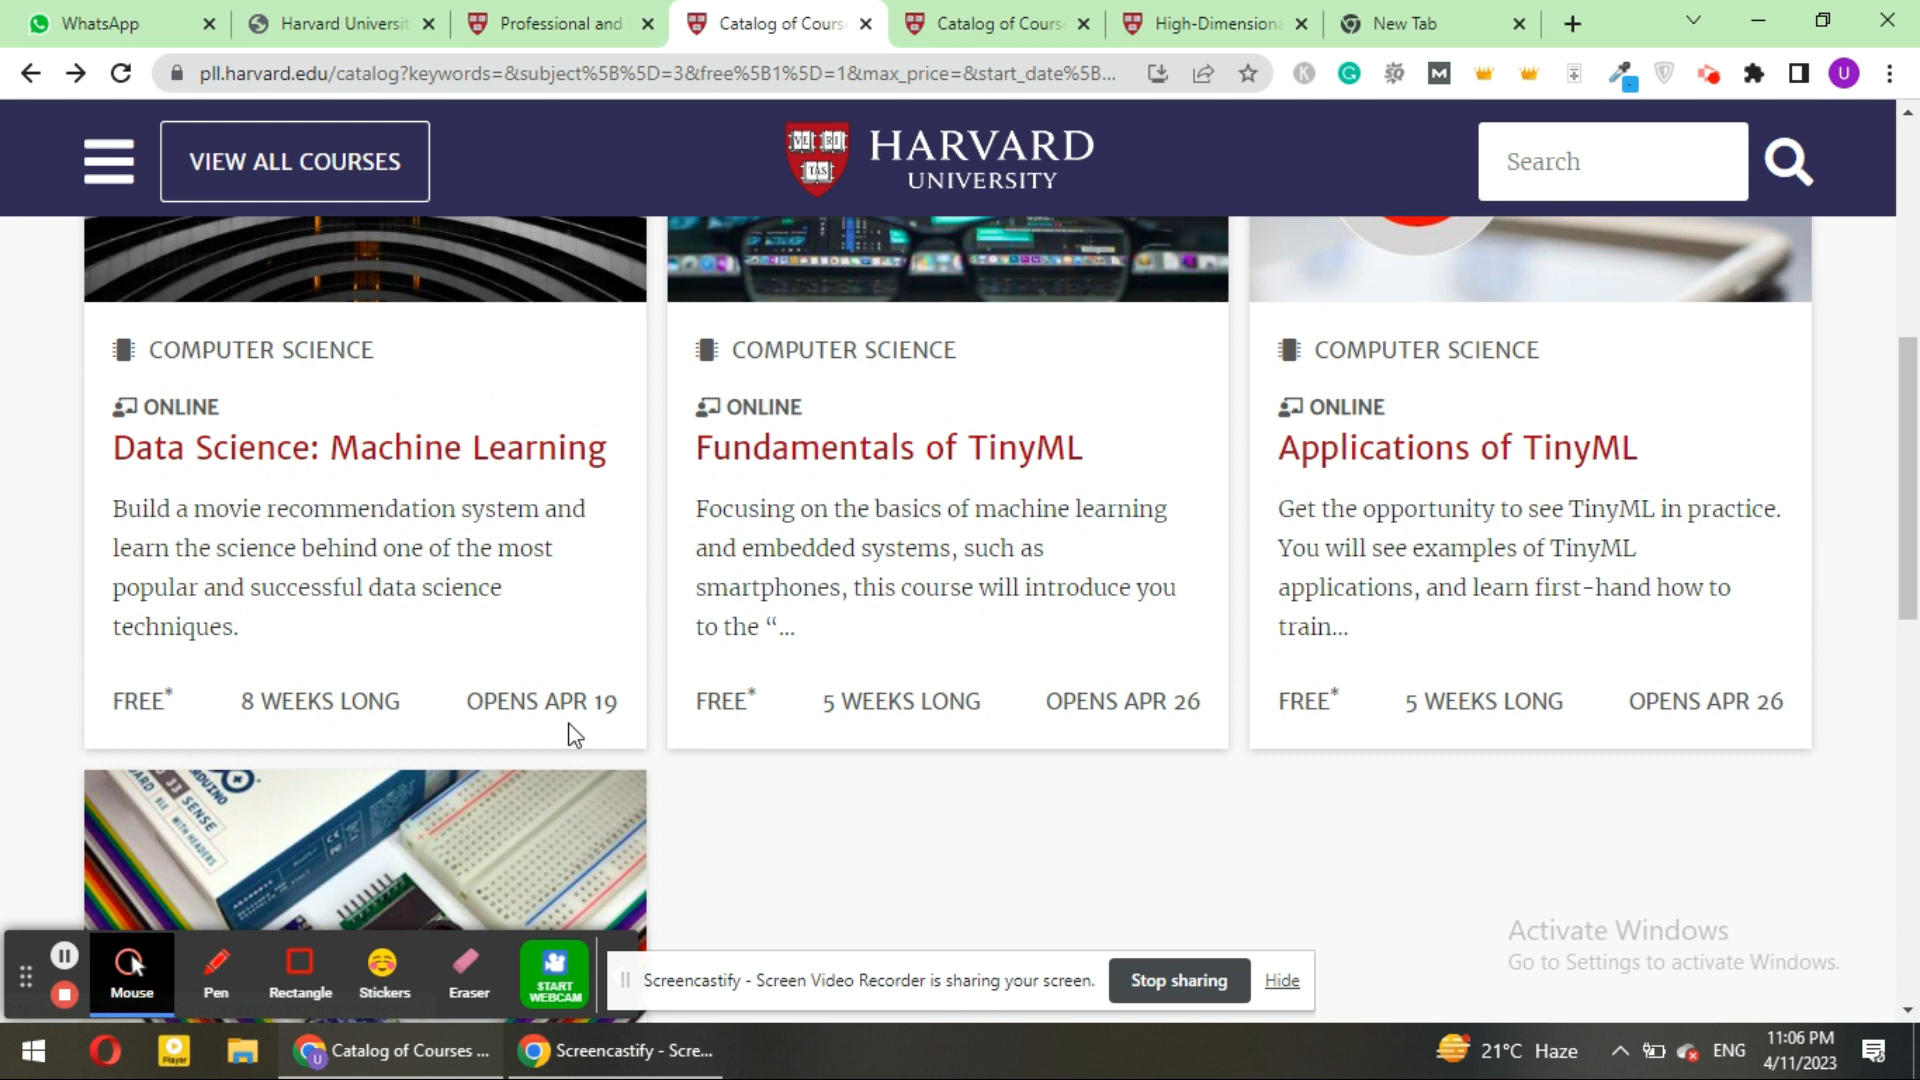 WhatsApp
Harvard Universit
Professional and
Catalog of Cours
Catalog of Cours
High-Dimensiona
New Tab
pll.harvard.edu/catalog?keywords=&subject%5B%5D=3&free%5B1%5D=1&max_price=&start_date%5B...
U
VIEW ALL COURSES
VE RI
TAS
HARVARD
UNIVERSITY
Search
COMPUTER SCIENCE
ONLINE
Data Science: Machine Learning
Build a movie recommendation system and
learn the science behind one of the most
popular and successful data science
techniques.
FREE*
8 WEEKS LONG
OPENS APR 19
COMPUTER SCIENCE
ONLINE
Fundamentals of TinyML
Focusing on the basics of machine learning
and embedded systems, such as
smartphones, this course will introduce you
to the “...
FREE*
5 WEEKS LONG
OPENS APR 26
COMPUTER SCIENCE
ONLINE
Applications of TinyML
Get the opportunity to see TinyML in practice.
You will see examples of TinyML
applications, and learn first-hand how to
train...
FREE*
5 WEEKS LONG
OPENS APR 26
SENSE
WITH HEADERS
Activate Windows
Go to Settings to activate Windows.
Mouse
Pen
Rectangle
Stickers
Eraser
START
WEBCAM
Screencastify - Screen Video Recorder is sharing your screen.
Stop sharing
Hide
Player
Catalog of Courses ...
Screencastify - Scre...
21°C Haze
ENG
11:06 PM
4/11/2023